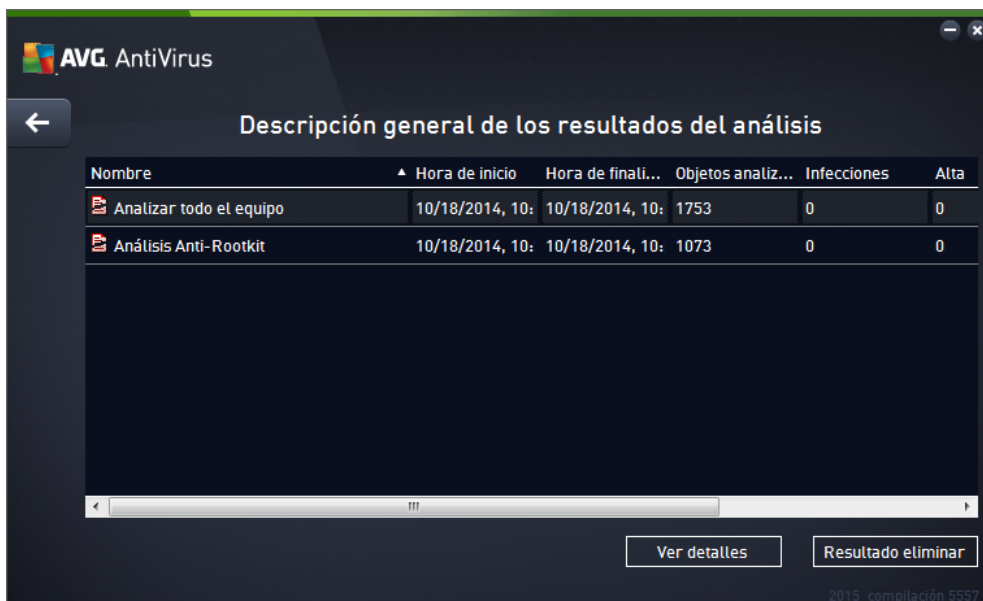 AVG. AntiVirus
Descripción general de los resultados del análisis
Nombre Hora de inicio Hora de finali... Objetos analiz... Infecciones Alta
Analizar todo el equipo 10/18/2014, 10: 10/18/2014, 10: 1753 0 0
Análisis Anti-Rootkit 10/18/2014, 10: 10/18/2014, 10: 1073 0 0
Ver detalles Resultado eliminar
2015 compilación 5557